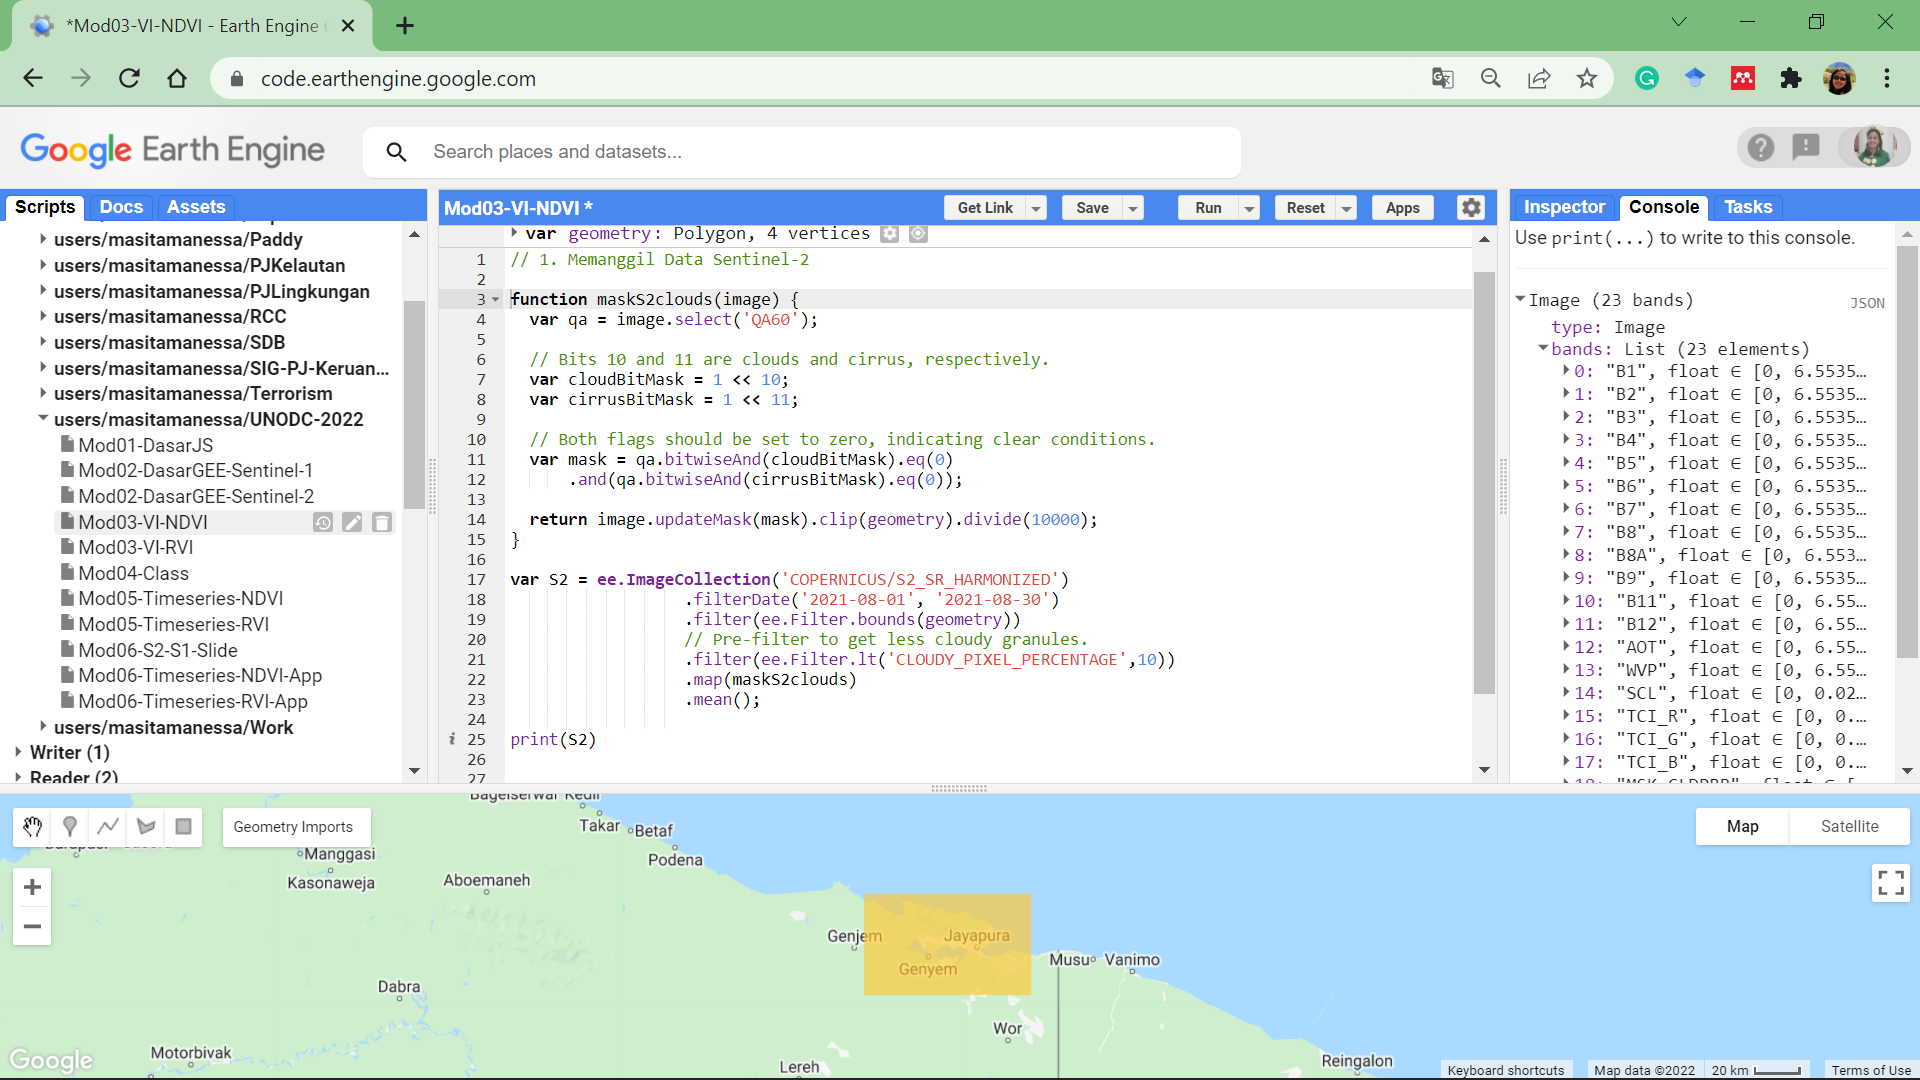 *Mod03-VI-NDVI - Earth Engine
code.earthengine.google.com
Google Earth Engine
Search places and datasets...
Scripts Docs Assets
users/masitamanessa/Paddy
users/masitamanessa/PJKelautan
users/masitamanessa/PJLingkungan
users/masitamanessa/RCC
users/masitamanessa/SDB
users/masitamanessa/SIG-PJ-Keruan...
users/masitamanessa/Terrorism
users/masitamanessa/UNODC-2022
Mod01-DasarJS
Mod02-DasarGEE-Sentinel-1
Mod02-DasarGEE-Sentinel-2
Mod03-VI-NDVI
Mod03-VI-RVI
Mod04-Class
Mod05-Timeseries-NDVI
Mod05-Timeseries-RVI
Mod06-S2-S1-Slide
Mod06-Timeseries-NDVI-App
Mod06-Timeseries-RVI-App
users/masitamanessa/Work
Writer (1)
Reader (2)
Mod03-VI-NDVI *
Get Link Save Run Reset Apps
var geometry: Polygon, 4 vertices
1 // 1. Memanggil Data Sentinel-2
2
3 function maskS2clouds(image) {
4 var qa = image.select('QA60');
5
6 // Bits 10 and 11 are clouds and cirrus, respectively.
7 var cloudBitMask = 1 << 10;
8 var cirrusBitMask = 1 << 11;
9
10 // Both flags should be set to zero, indicating clear conditions.
11 var mask = qa.bitwiseAnd(cloudBitMask).eq(0)
12 .and(qa.bitwiseAnd(cirrusBitMask).eq(0));
13
14 return image.updateMask(mask).clip(geometry).divide(10000);
15 }
16
17 var S2 = ee.ImageCollection('COPERNICUS/S2_SR_HARMONIZED')
18 .filterDate('2021-08-01', '2021-08-30')
19 .filter(ee.Filter.bounds(geometry))
20 // Pre-filter to get less cloudy granules.
21 .filter(ee.Filter.lt('CLOUDY_PIXEL_PERCENTAGE',10))
22 .map(maskS2clouds)
23 .mean();
24
i 25 print(S2)
26
27
Inspector Console Tasks
Use print(...) to write to this console.
Image (23 bands) JSON
type: Image
bands: List (23 elements)
0: "B1", float ∈ [0, 6.5535…
1: "B2", float ∈ [0, 6.5535…
2: "B3", float ∈ [0, 6.5535…
3: "B4", float ∈ [0, 6.5535…
4: "B5", float ∈ [0, 6.5535…
5: "B6", float ∈ [0, 6.5535…
6: "B7", float ∈ [0, 6.5535…
7: "B8", float ∈ [0, 6.5535…
8: "B8A", float ∈ [0, 6.553…
9: "B9", float ∈ [0, 6.5535…
10: "B11", float ∈ [0, 6.55…
11: "B12", float ∈ [0, 6.55…
12: "AOT", float ∈ [0, 6.55…
13: "WVP", float ∈ [0, 6.55…
14: "SCL", float ∈ [0, 0.02…
15: "TCI_R", float ∈ [0, 0.…
16: "TCI_G", float ∈ [0, 0.…
17: "TCI_B", float ∈ [0, 0.…
Geometry Imports
Map Satellite
Takar
Betaf
Podena
Manggasi
Kasonaweja
Aboemaneh
Genjem
Jayapura
Genyem
Musu
Vanimo
Dabra
Wor
Motorbivak
Lereh
Reingalon
Google
Keyboard shortcuts Map data ©2022 20 km Terms of Use